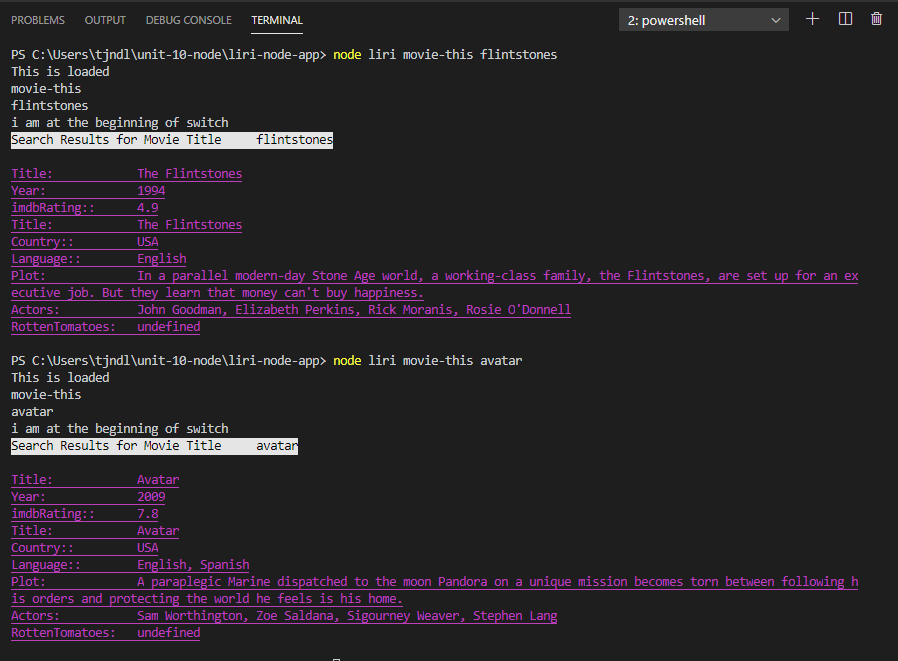 PROBLEMS OUTPUT DEBUG CONSOLE TERMINAL 2: powershell
PS C:\Users\tjndl\unit-10-node\liri-node-app> node liri movie-this flintstones
This is loaded
movie-this
flintstones
i am at the beginning of switch
Search Results for Movie Title flintstones
Title: The Flintstones
Year: 1994
imdbRating:: 4.9
Title: The Flintstones
Country:: USA
Language:: English
Plot: In a parallel modern-day Stone Age world, a working-class family, the Flintstones, are set up for an ex
ecutive job. But they learn that money can't buy happiness.
Actors: John Goodman, Elizabeth Perkins, Rick Moranis, Rosie O'Donnell
RottenTomatoes: undefined
PS C:\Users\tjndl\unit-10-node\liri-node-app> node liri movie-this avatar
This is loaded
movie-this
avatar
i am at the beginning of switch
Search Results for Movie Title avatar
Title: Avatar
Year: 2009
imdbRating:: 7.8
Title: Avatar
Country:: USA
Language:: English, Spanish
Plot: A paraplegic Marine dispatched to the moon Pandora on a unique mission becomes torn between following h
is orders and protecting the world he feels is his home.
Actors: Sam Worthington, Zoe Saldana, Sigourney Weaver, Stephen Lang
RottenTomatoes: undefined